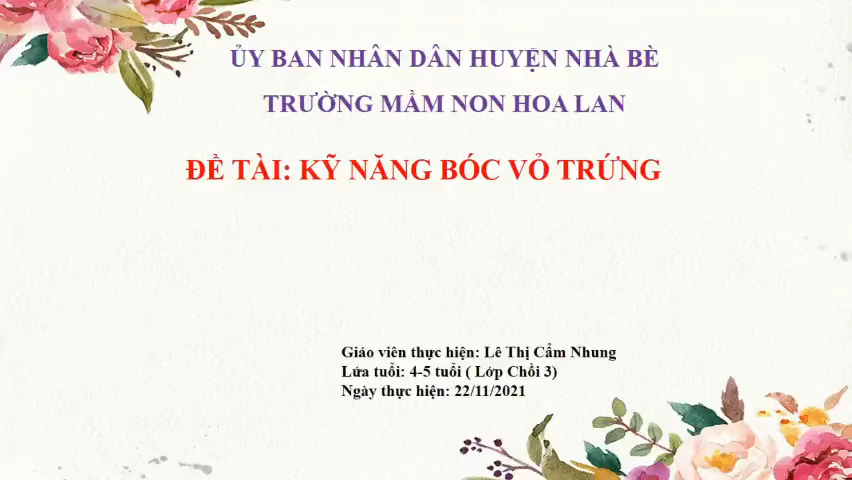 ỦY BAN NHÂN DÂN HUYỆN NHÀ BÈ
TRƯỜNG MẦM NON HOA LAN
ĐỀ TÀI: KỸ NĂNG BÓC VỎ TRỨNG
Giáo viên thực hiện: Lê Thị Cẩm Nhung
Lứa tuổi: 4-5 tuổi ( Lớp Chồi 3)
Ngày thực hiện: 22/11/2021